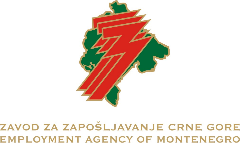 ZAVOD ZA ZAPOŠLJAVANJE CRNE GORE
EMPLOYMENT AGENCY OF MONTENEGRO